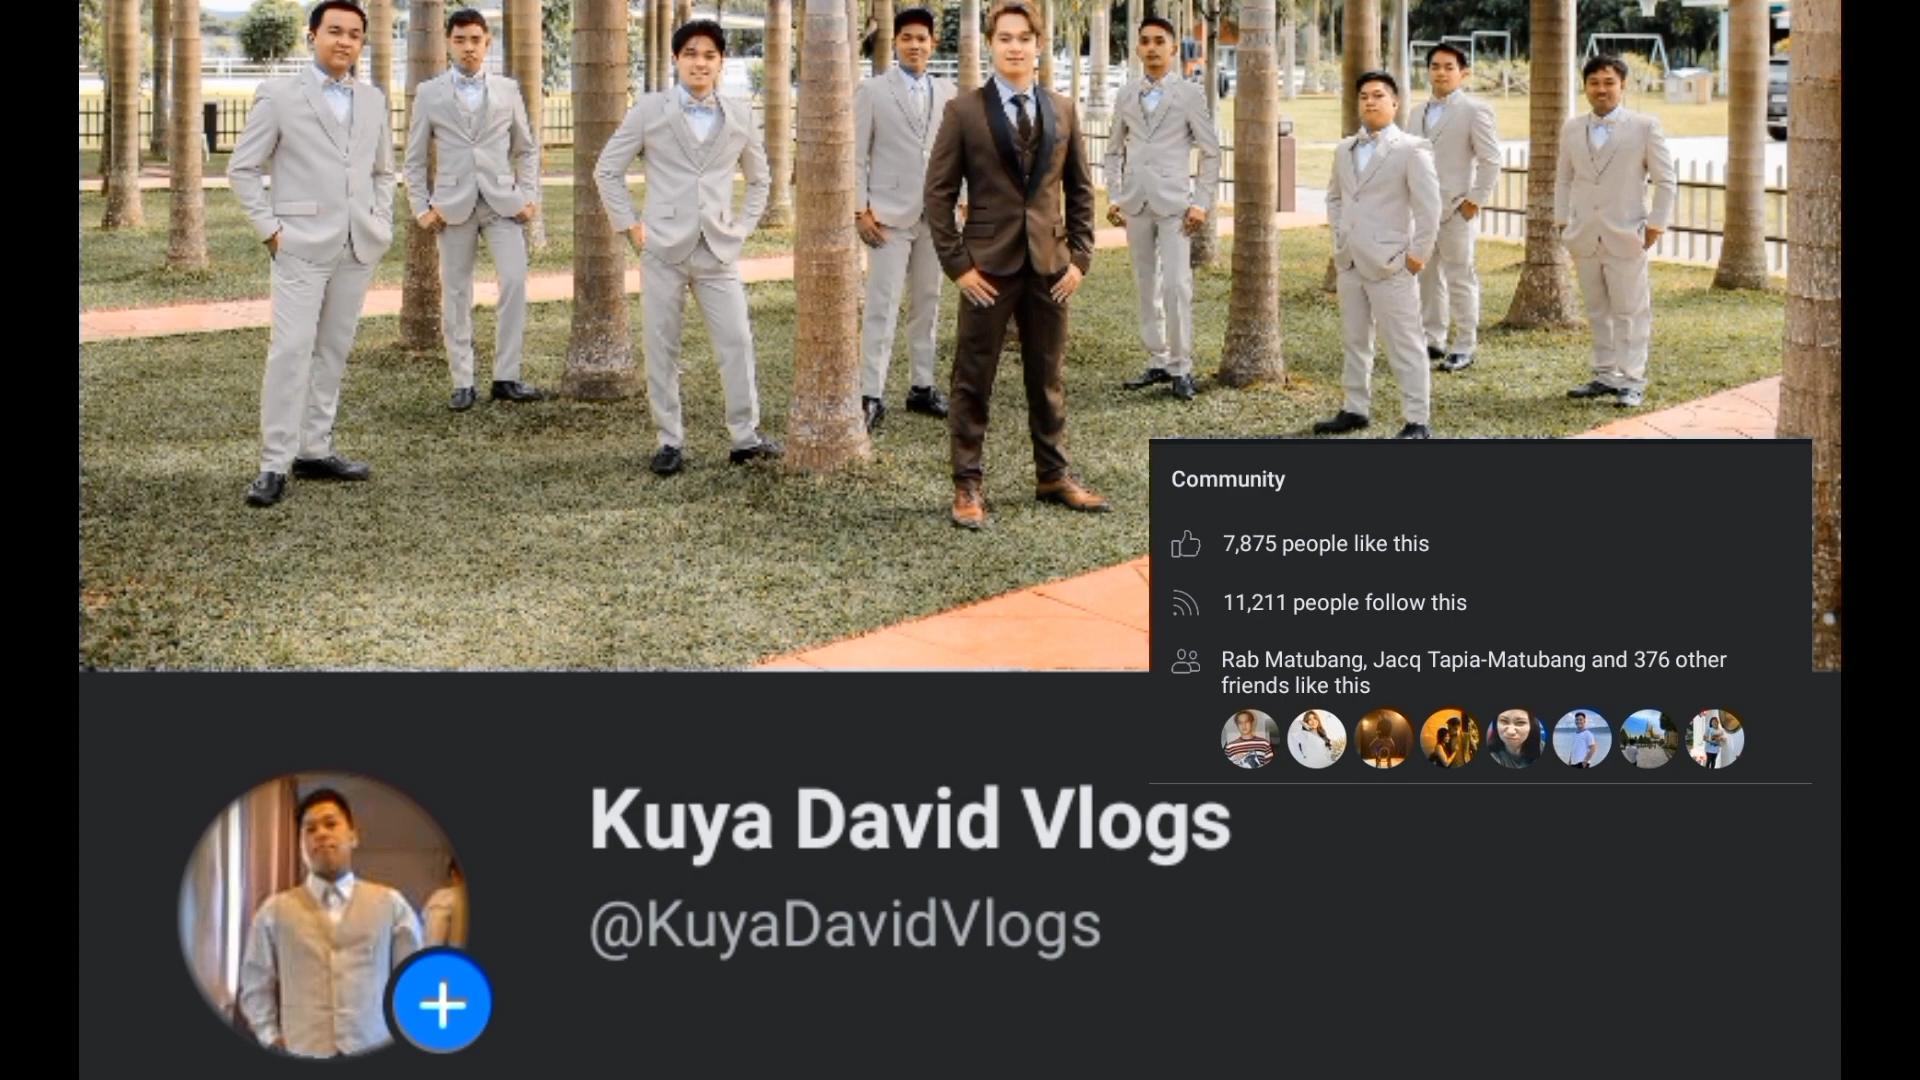 Community
7,875 people like this
11,211 people follow this
Rab Matubang, Jacq Tapia-Matubang and 376 other
friends like this
Kuya David Vlogs
@KuyaDavidVlogs